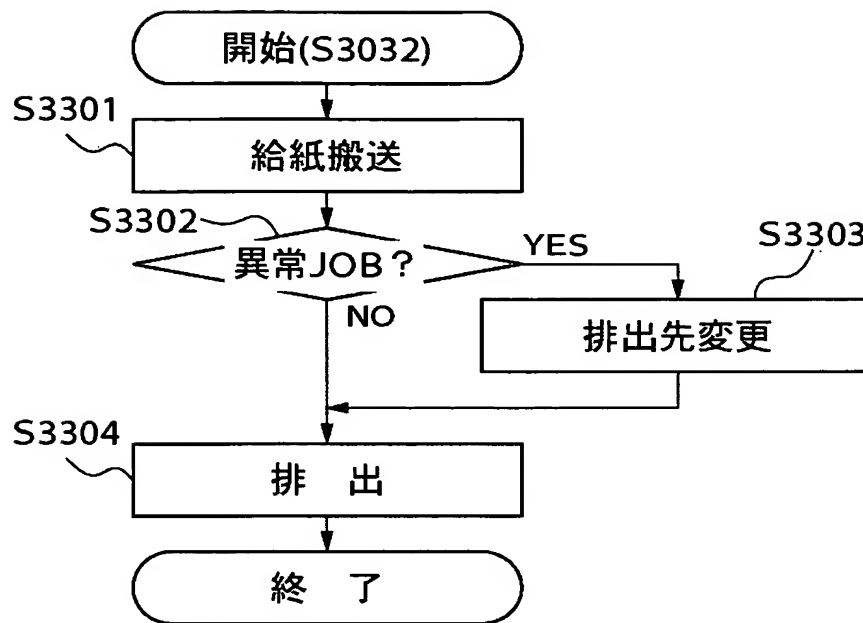 開始(S3032)
S3301
給紙搬送
S3302
異常JOB?
YES
S3303
NO
排出先変更
S3304
排 出
終 了